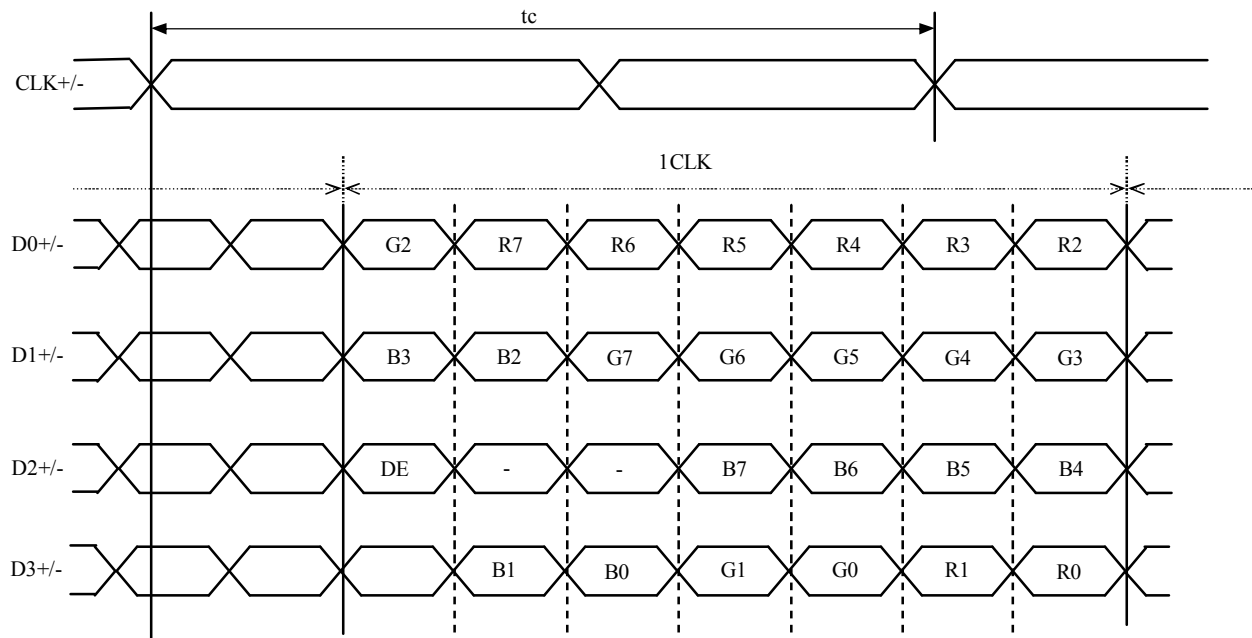 tc
CLK+/-
1CLK
D0+/- G2 R7 R6 R5 R4 R3 R2
D1+/- B3 B2 G7 G6 G5 G4 G3
D2+/- DE - - B7 B6 B5 B4
D3+/- B1 B0 G1 G0 R1 R0